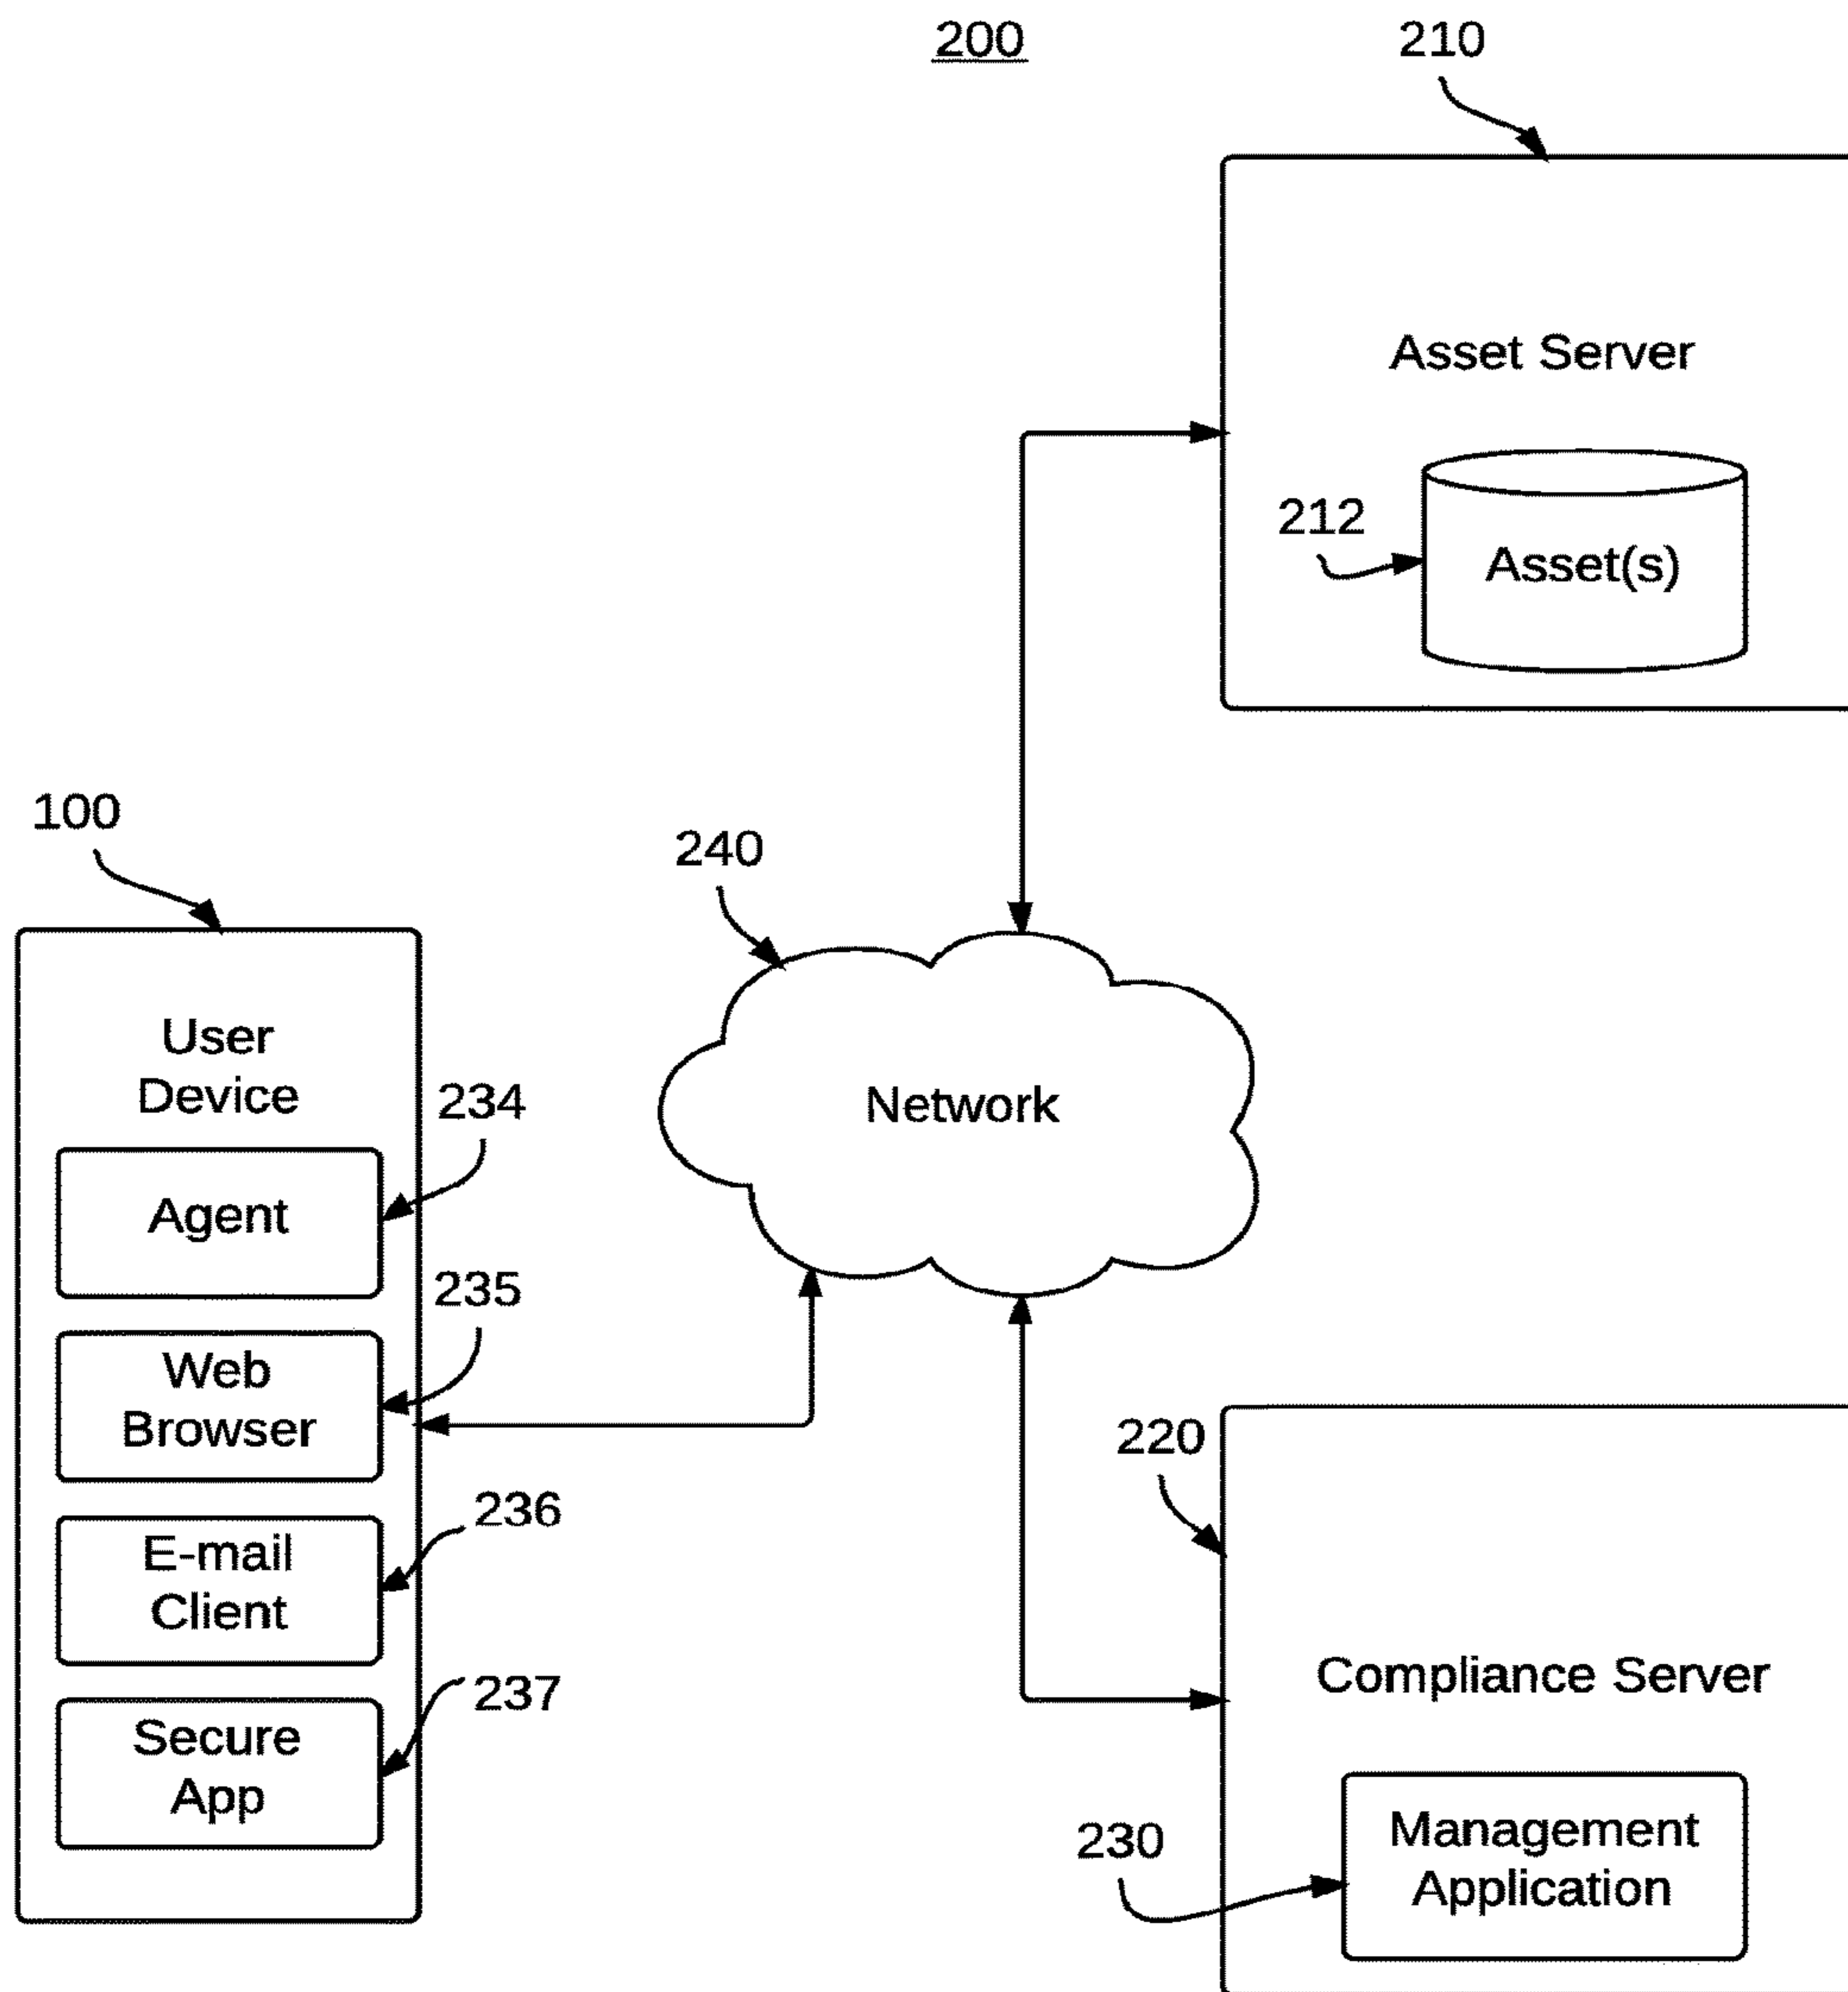 200
210
Asset Server
212
Asset(s)
100
240
User
Device
234
Network
Agent
235
Web
Browser
220
236
E-mail
Client
Compliance Server
237
Secure
App
230
Management
Application